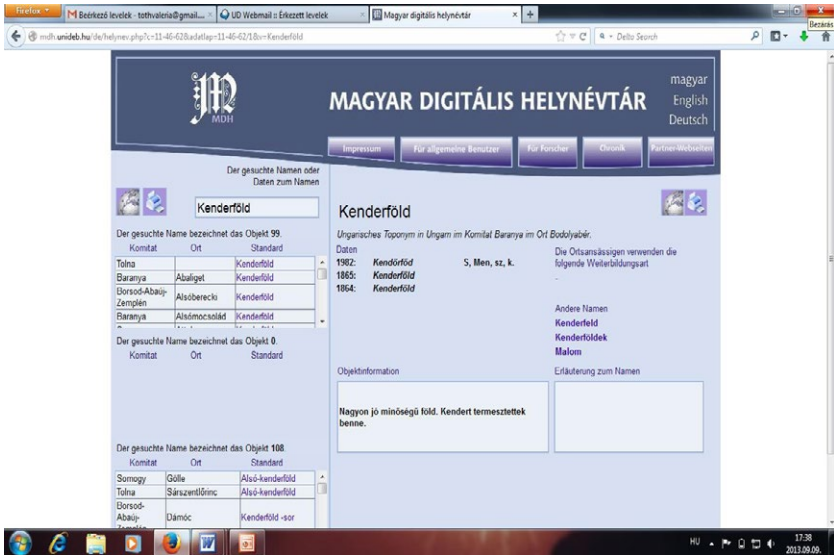 Firefox
Beérkező levelek - tothvaleria@gmail....
UD Webmail :: Érkezett levelek
Magyar digitális helynévtár
Bezárás
mdh.unideb.hu/de/helynev.php?c=11-46-62&adatlap=11-46-62/1&s=Kenderföld
Delta Search
MDH
MAGYAR DIGITÁLIS HELYNÉVTÁR
magyar
English
Deutsch
Impressum
Für allgemeine Benutzer
Für Forscher
Chronik
Partner-Webseiten
Der gesuchte Namen oder
Daten zum Namen
Kenderföld
Der gesuchte Name bezeichnet das Objekt 99.
Komitat Ort Standard
Tolna Kenderföld
Baranya Abaliget Kenderföld
Borsod-Abaúj-
Zemplén Alsóberecki Kenderföld
Baranya Alsómocsolád Kenderföld
Der gesuchte Name bezeichnet das Objekt 0.
Komitat Ort Standard
Der gesuchte Name bezeichnet das Objekt 108.
Komitat Ort Standard
Somogy Gölle Alsó-kenderföld
Tolna Sárszentlőrinc Alsó-kenderföld
Borsod-
Abaúj-
Zemplén Dámóc Kenderföld -sor
Kenderföld
Ungarisches Toponym in Ungarn im Komitat Baranya im Ort Bodolyabér.
Daten
1982: Kendörföd S, Men, sz, k.
1865: Kenderföld
1864: Kenderföld
Die Ortsansässigen verwenden die
folgende Weiterbildungsart
-
Andere Namen
Kenderfeld
Kenderföldek
Malom
Objektinformation
Nagyon jó minőségű föld. Kendert termesztettek
benne.
Erläuterung zum Namen
HU
17:38
2013.09.09.